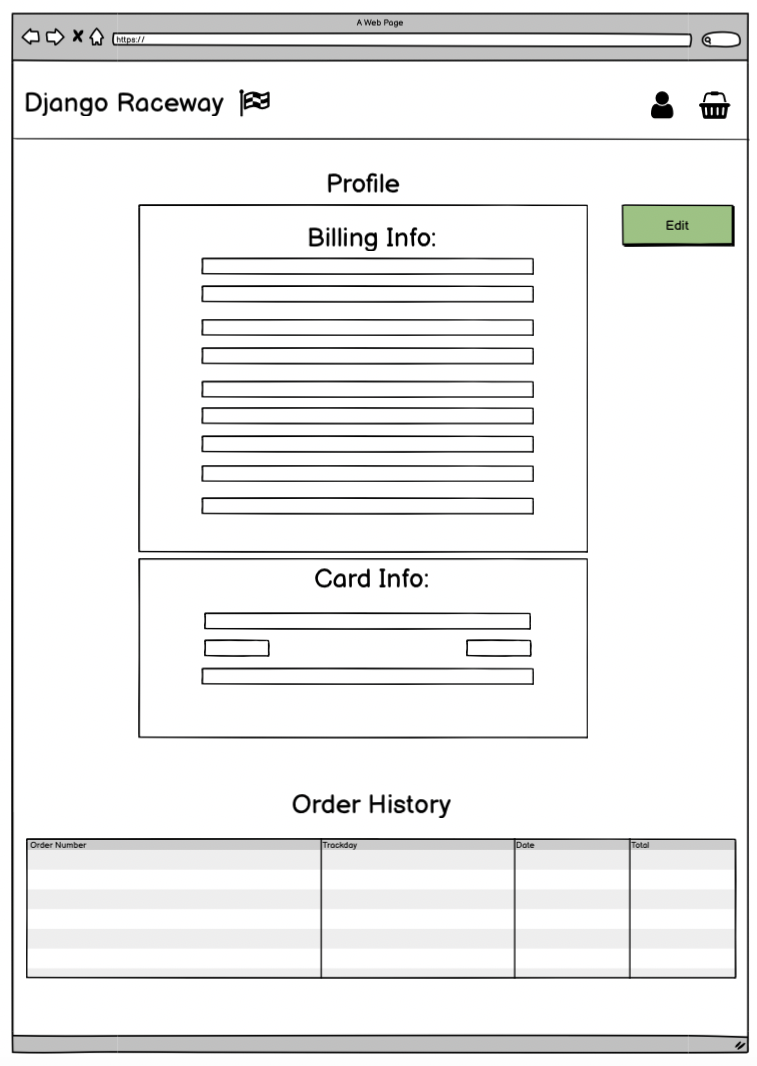 A Web Page
https://
Django Raceway
Profile
Edit
Billing Info:
Card Info:
Order History
Order Number Trackday Date Total